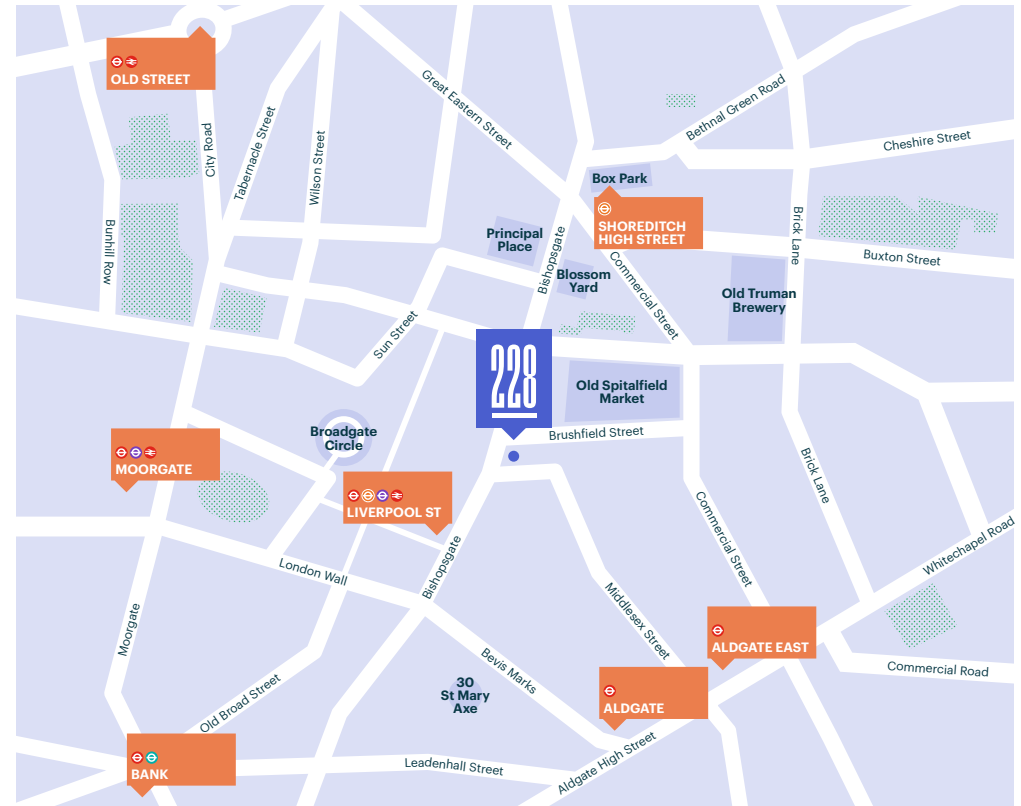 OLD STREET
Great Eastern Street
Bethnal Green Road
Cheshire Street
City Road
Tabernacle Street
Wilson Street
Box Park
Bunhill Row
Principal
Place
Bishopsgate
SHOREDITCH
HIGH STREET
Brick Lane
Buxton Street
Blossom
Yard
Commercial Street
Old Truman
Brewery
Sun Street
228
Old Spitalfield
Market
Broadgate
Circle
Brushfield Street
MOORGATE
Brick Lane
LIVERPOOL ST
Commercial Street
Whitechapel Road
London Wall
Bishopsgate
Moorgate
Middlesex Street
ALDGATE EAST
Commercial Road
Bevis Marks
30
St Mary
Axe
Old Broad Street
ALDGATE
Aldgate High Street
Leadenhall Street
BANK